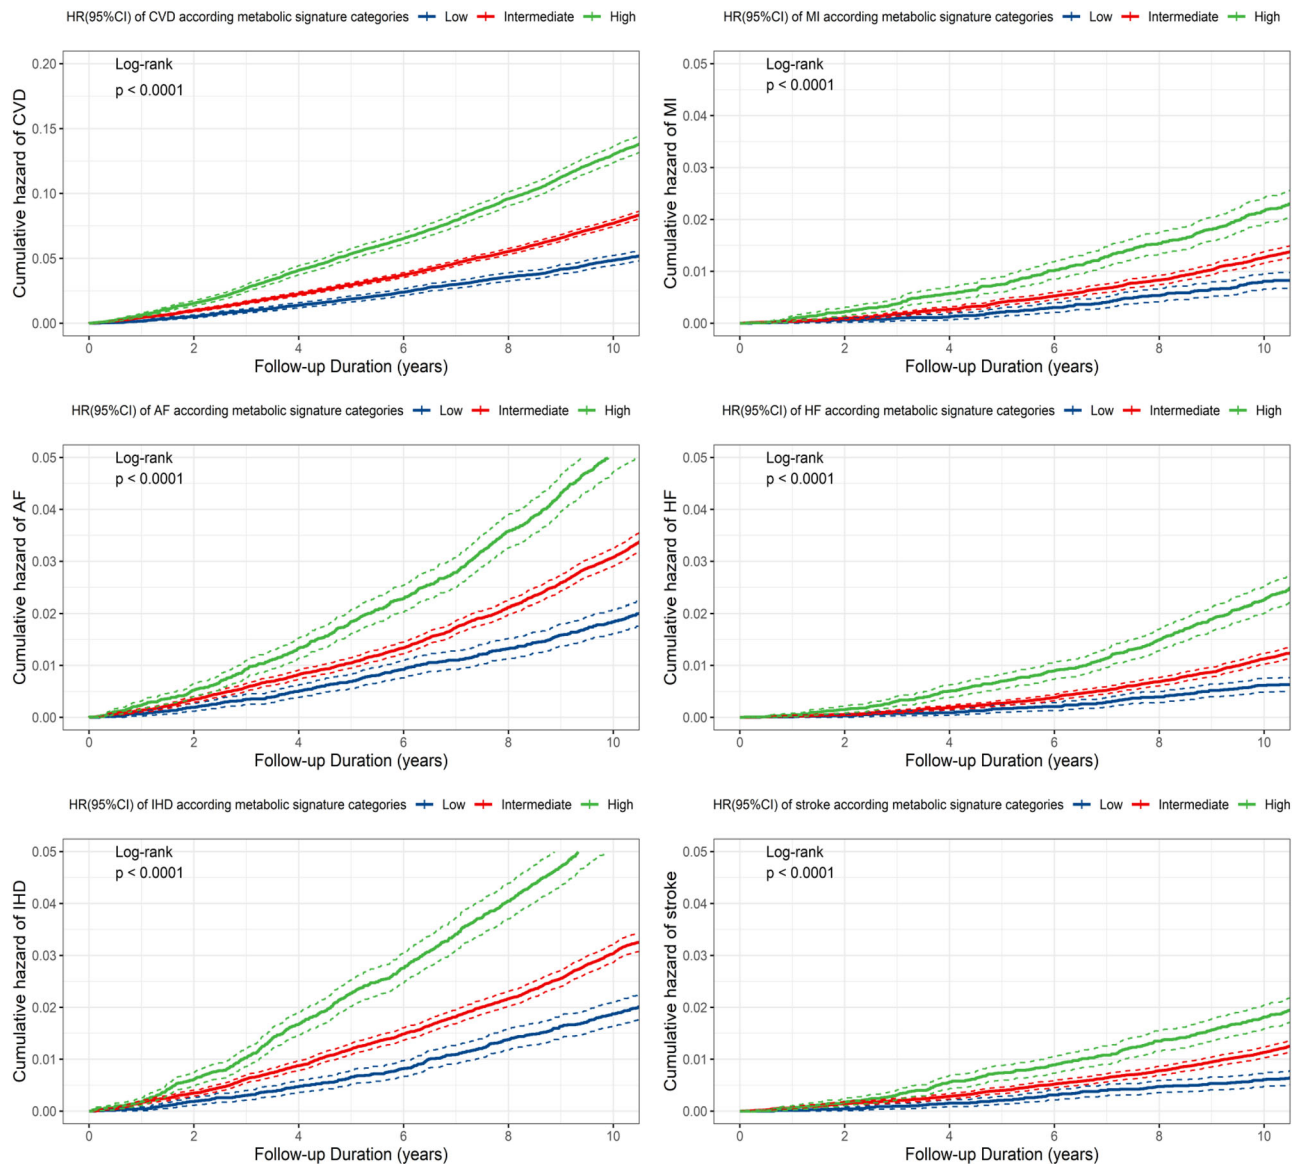 HR(95%CI) of CVD according metabolic signature categories Low Intermediate High
Log-rank
p < 0.0001
Cumulative hazard of CVD
0.20
0.15
0.10
0.05
0.00
0 2 4 6 8 10
Follow-up Duration (years)
HR(95%CI) of MI according metabolic signature categories Low Intermediate High
Log-rank
p < 0.0001
Cumulative hazard of MI
0.05
0.04
0.03
0.02
0.01
0.00
0 2 4 6 8 10
Follow-up Duration (years)
HR(95%CI) of AF according metabolic signature categories Low Intermediate High
Log-rank
p < 0.0001
Cumulative hazard of AF
0.05
0.04
0.03
0.02
0.01
0.00
0 2 4 6 8 10
Follow-up Duration (years)
HR(95%CI) of HF according metabolic signature categories Low Intermediate High
Log-rank
p < 0.0001
Cumulative hazard of HF
0.05
0.04
0.03
0.02
0.01
0.00
0 2 4 6 8 10
Follow-up Duration (years)
HR(95%CI) of IHD according metabolic signature categories Low Intermediate High
Log-rank
p < 0.0001
Cumulative hazard of IHD
0.05
0.04
0.03
0.02
0.01
0.00
0 2 4 6 8 10
Follow-up Duration (years)
HR(95%CI) of stroke according metabolic signature categories Low Intermediate High
Log-rank
p < 0.0001
Cumulative hazard of stroke
0.05
0.04
0.03
0.02
0.01
0.00
0 2 4 6 8 10
Follow-up Duration (years)